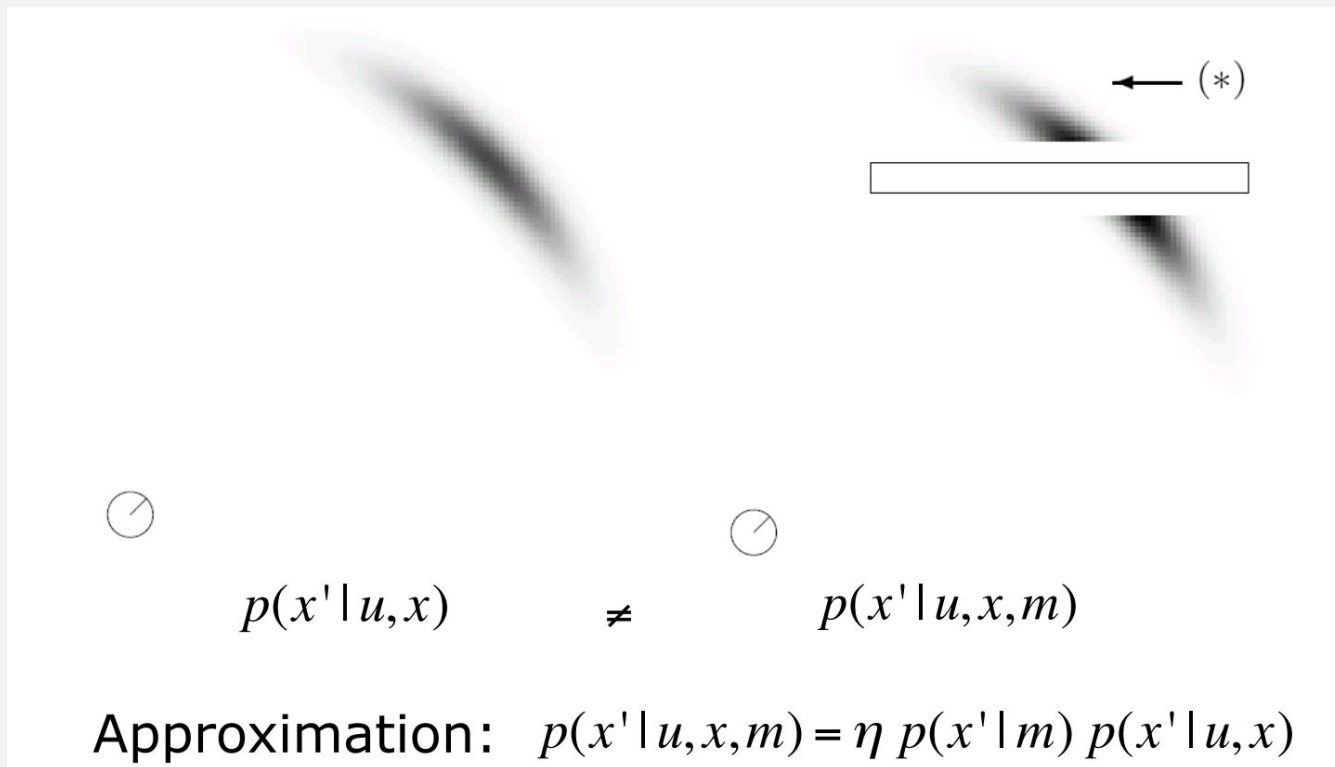 (*)
p(x'|u,x) ≠ p(x'|u,x,m)
Approximation: p(x'|u,x,m) = η p(x'|m) p(x'|u,x)